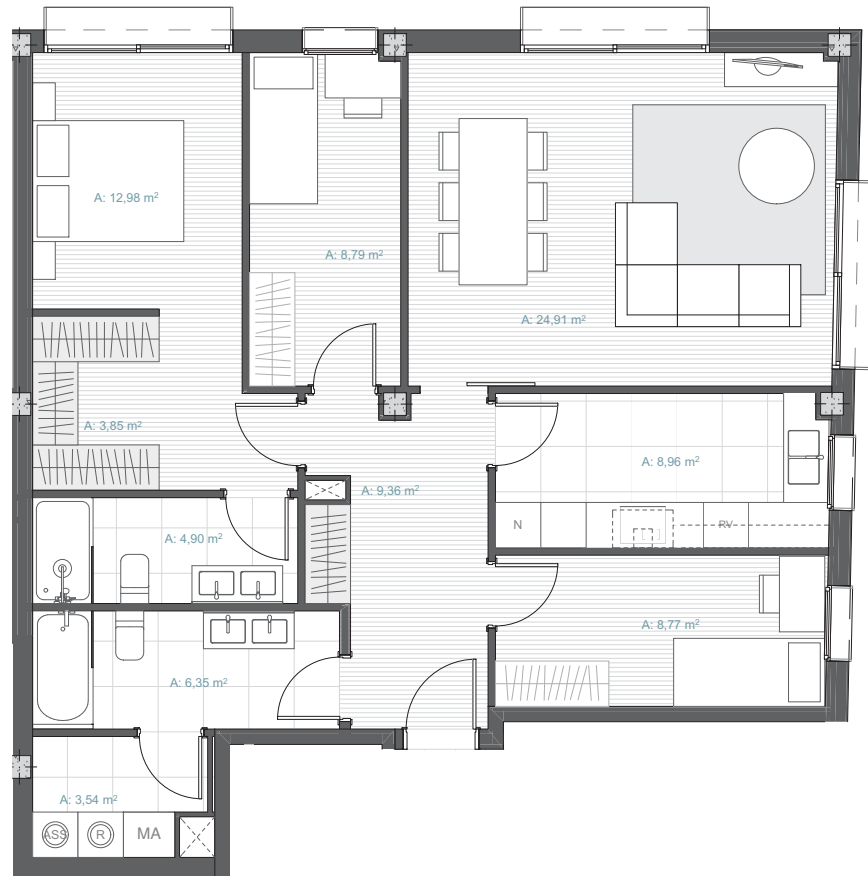 A: 12,98 m²
A: 8,79 m²
A: 24,91 m²
A: 3,85 m²
A: 8,96 m²
A: 9,36 m²
N
RV
A: 4,90 m²
A: 8,77 m²
A: 6,35 m²
A: 3,54 m²
ASS
R
MA